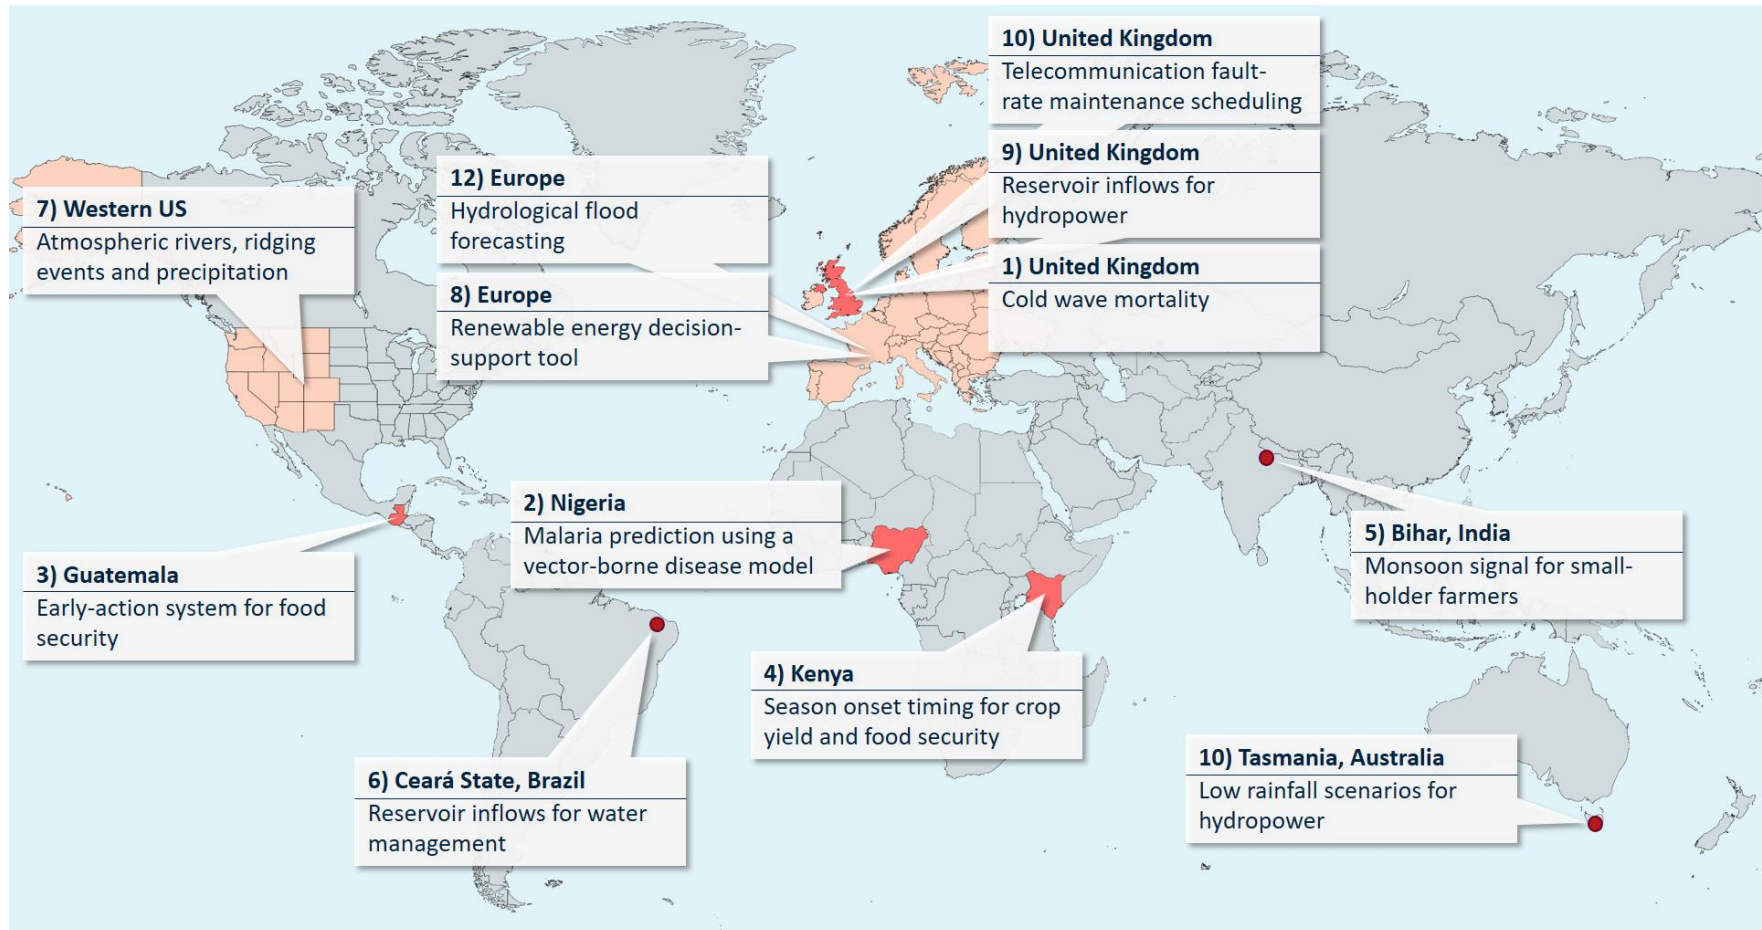 10) United Kingdom
Telecommunication fault-
rate maintenance scheduling
9) United Kingdom
Reservoir inflows for
hydropower
1) United Kingdom
Cold wave mortality
12) Europe
Hydrological flood
forecasting
8) Europe
Renewable energy decision-
support tool
7) Western US
Atmospheric rivers, ridging
events and precipitation
2) Nigeria
Malaria prediction using a
vector-borne disease model
3) Guatemala
Early-action system for food
security
5) Bihar, India
Monsoon signal for small-
holder farmers
4) Kenya
Season onset timing for crop
yield and food security
6) Ceará State, Brazil
Reservoir inflows for water
management
10) Tasmania, Australia
Low rainfall scenarios for
hydropower